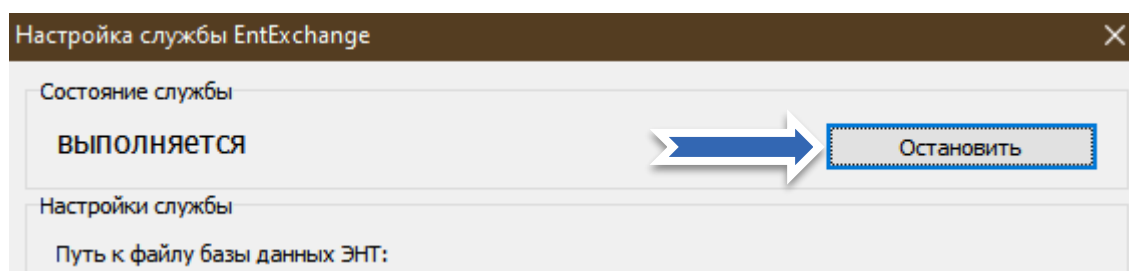 Настройка службы EntExchange
Состояние службы
выполняется
Остановить
Настройки службы
Путь к файлу базы данных ЭНТ: